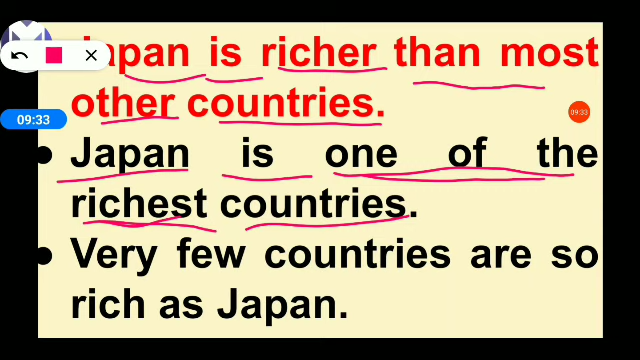 Japan is richer than most
other countries.
● Japan is one of the
richest countries.
● Very few countries are so
rich as Japan.
09:33
09:33